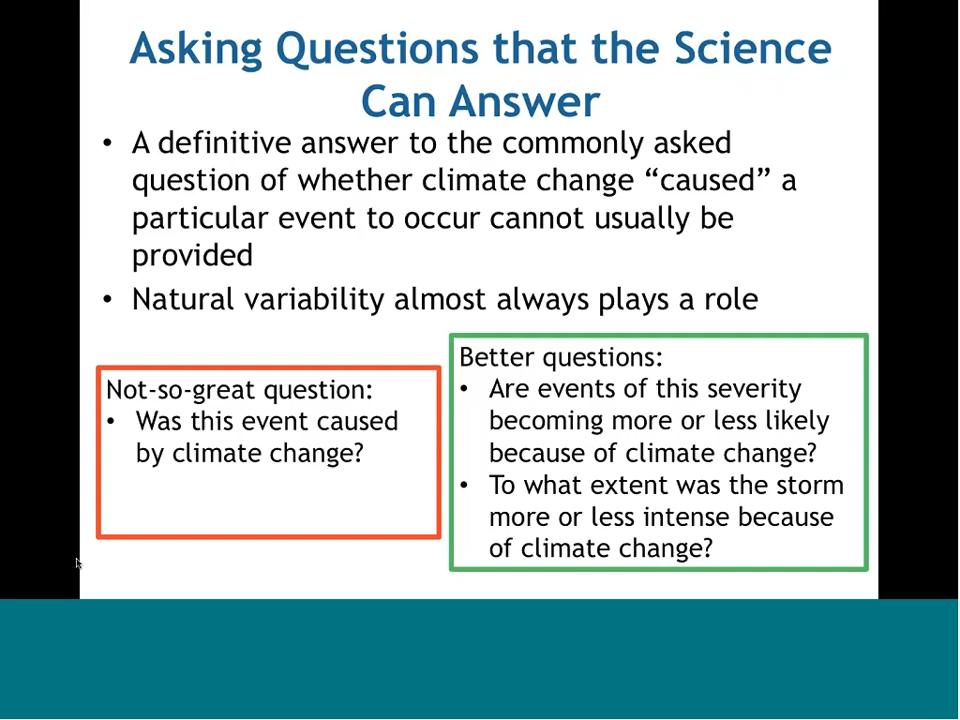 Asking Questions that the Science
Can Answer
• A definitive answer to the commonly asked
question of whether climate change “caused” a
particular event to occur cannot usually be
provided
• Natural variability almost always plays a role
Not-so-great question:
• Was this event caused
by climate change?
Better questions:
• Are events of this severity
becoming more or less likely
because of climate change?
• To what extent was the storm
more or less intense because
of climate change?